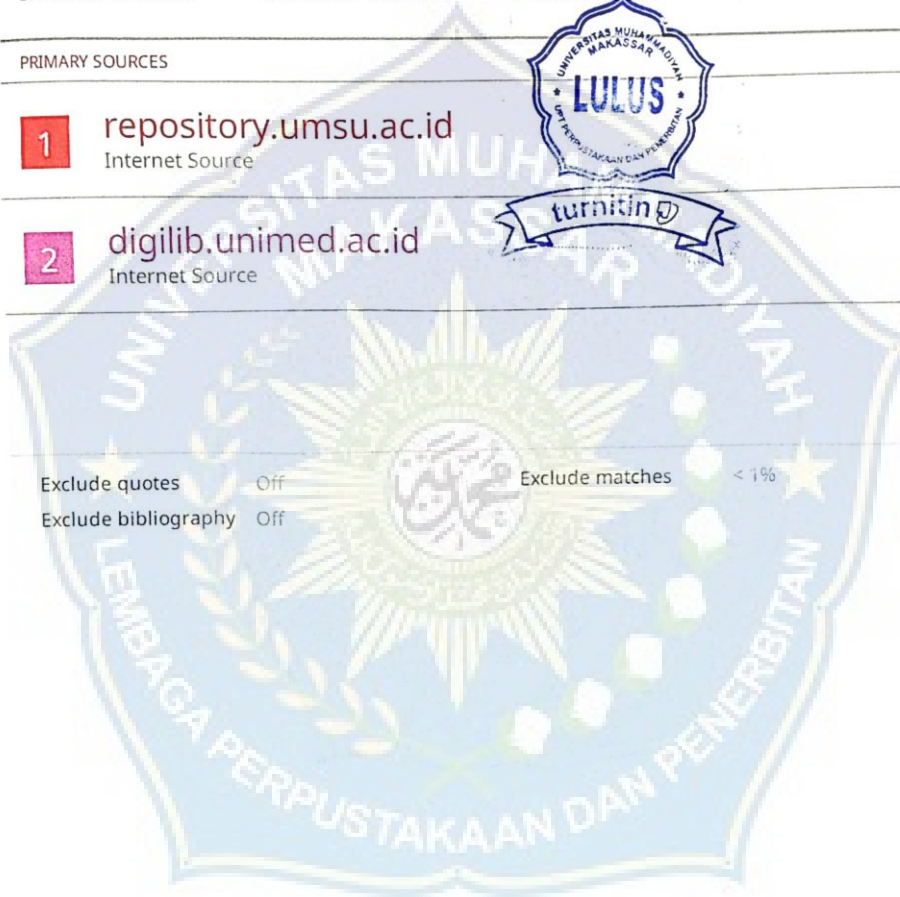 PRIMARY SOURCES
UNIVERSITAS MUHAMMADIYAH
MAKASSAR
LULUS
UPT PERPUSTAKAAN DAN PENERBITAN
turnitin
1
repository.umsu.ac.id
Internet Source
2
digilib.unimed.ac.id
Internet Source
UNIVERSITAS MUHAMMADIYAH
MAKASSAR
Exclude quotes Off
Exclude matches < 1%
Exclude bibliography Off
LEMBAGA PERPUSTAKAAN DAN PENERBITAN